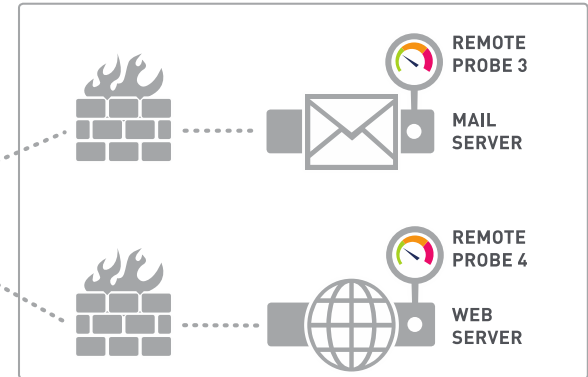 REMOTE
PROBE 3
MAIL
SERVER
REMOTE
PROBE 4
WEB
SERVER